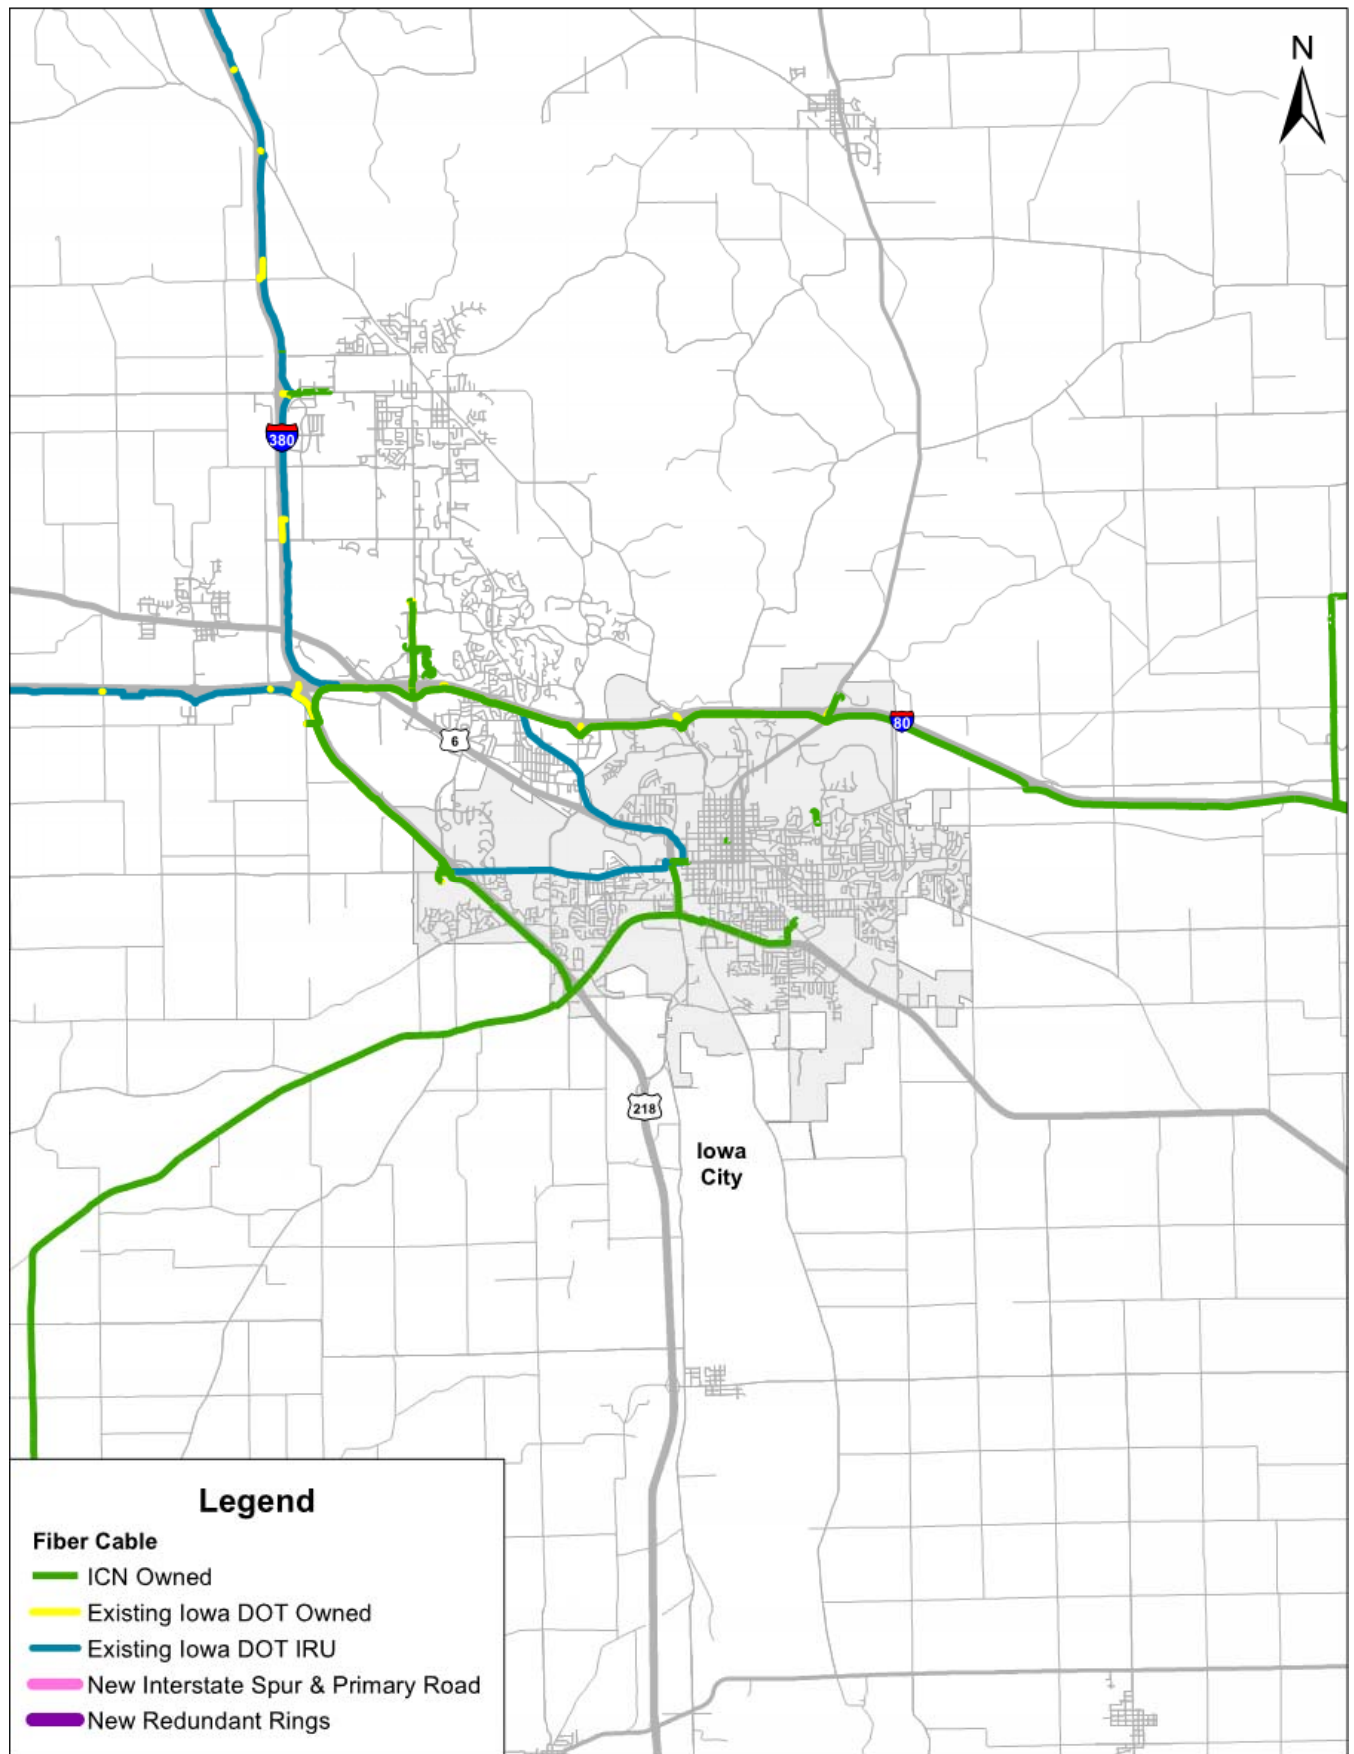 N
380
6
80
218
Iowa
City
Legend
Fiber Cable
ICN Owned
Existing Iowa DOT Owned
Existing Iowa DOT IRU
New Interstate Spur & Primary Road
New Redundant Rings